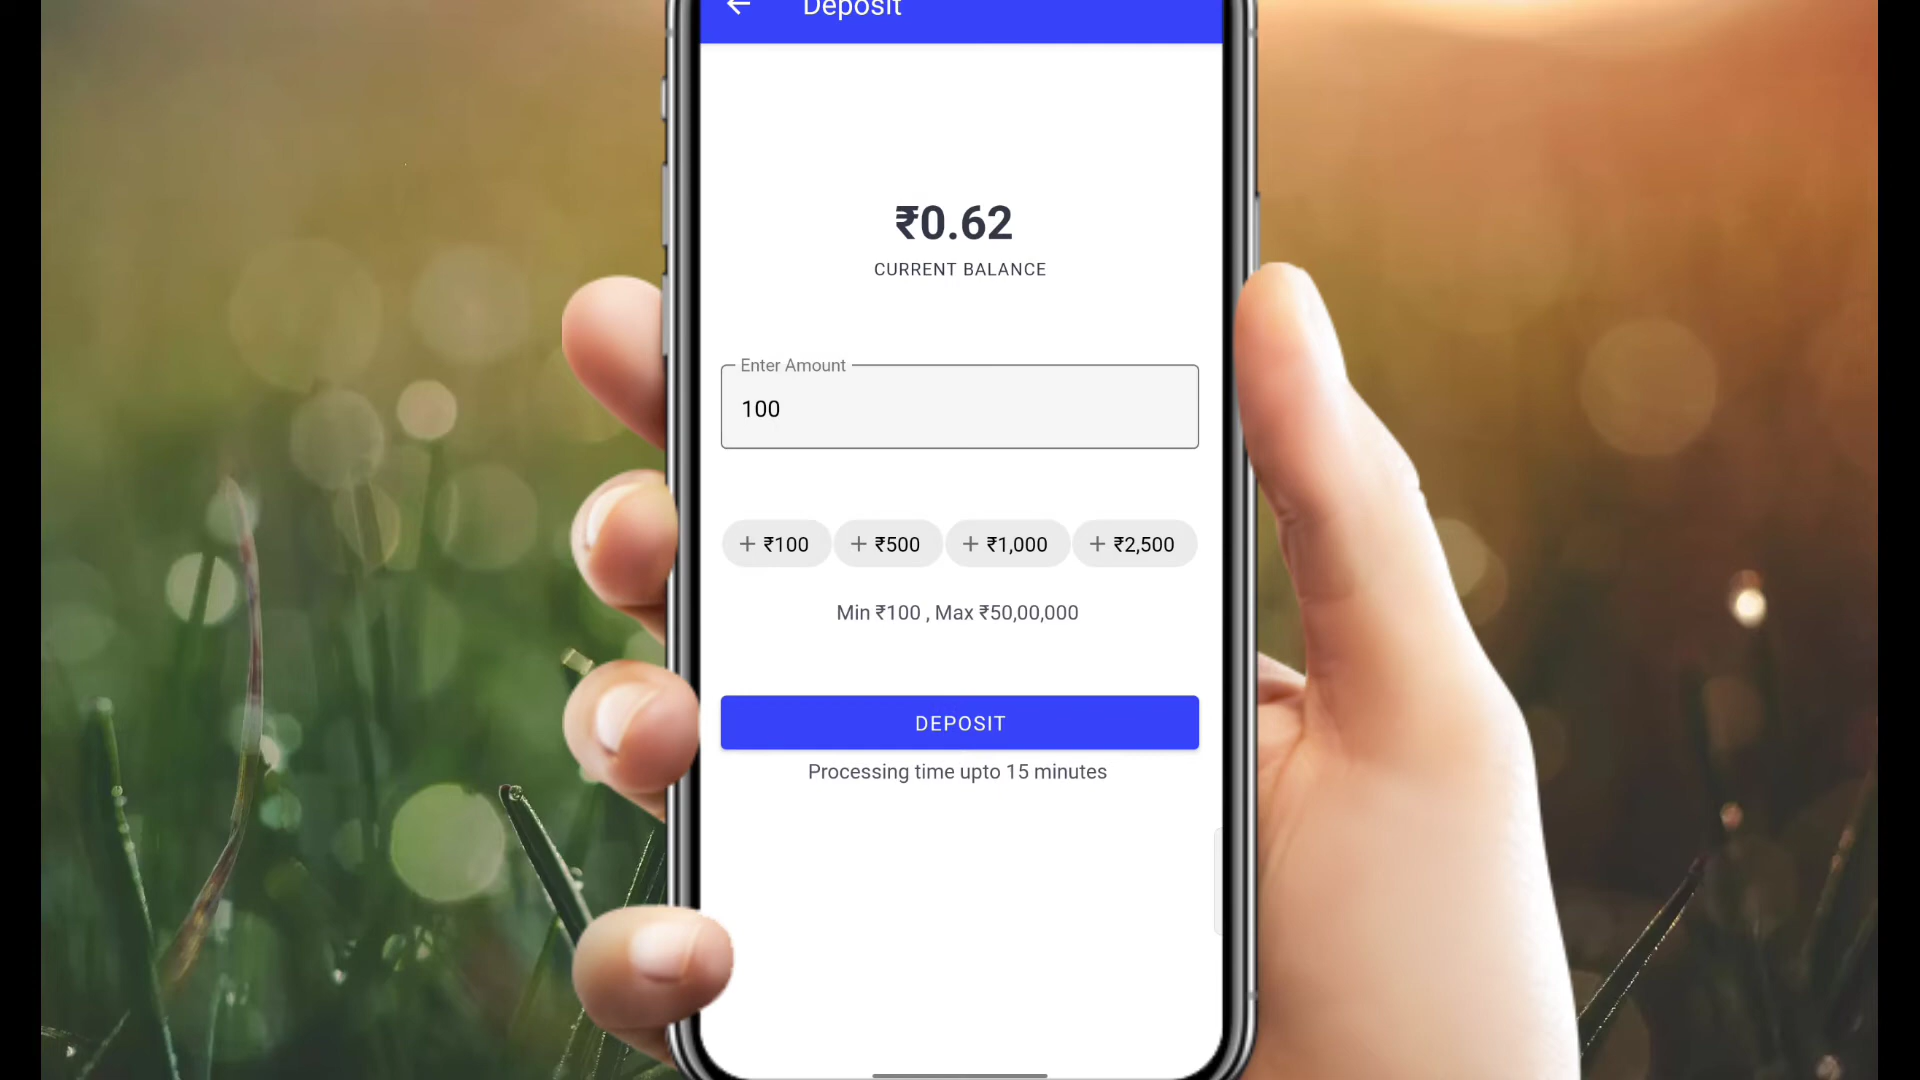 Deposit
₹0.62
CURRENT BALANCE
Enter Amount
100
+ ₹100 + ₹500 + ₹1,000 + ₹2,500
Min ₹100 , Max ₹50,00,000
DEPOSIT
Processing time upto 15 minutes